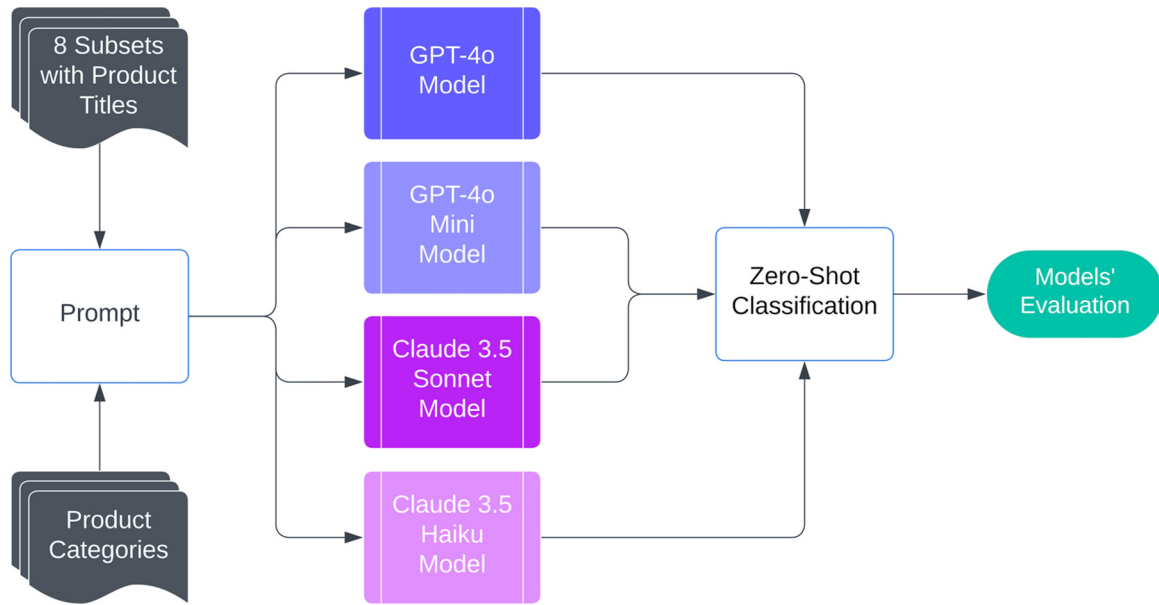 8 Subsets
with Product
Titles
GPT-4o
Model
GPT-4o
Mini
Model
Prompt
Zero-Shot
Classification
Models'
Evaluation
Claude 3.5
Sonnet
Model
Product
Categories
Claude 3.5
Haiku
Model